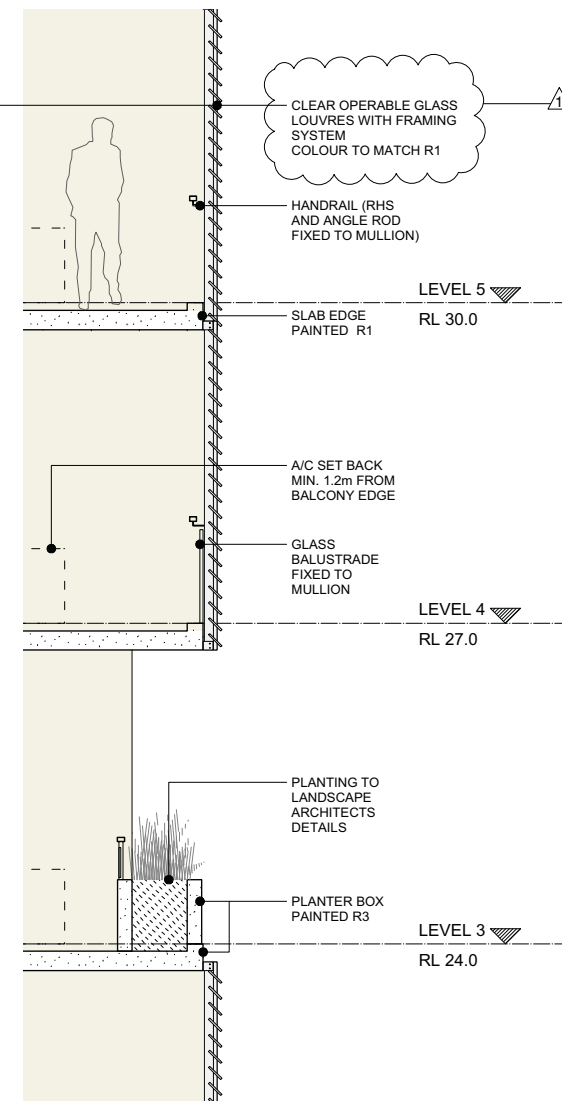 CLEAR OPERABLE GLASS
LOUVRES WITH FRAMING
SYSTEM
COLOUR TO MATCH R1
1
HANDRAIL (RHS
AND ANGLE ROD
FIXED TO MULLION)
LEVEL 5
RL 30.0
SLAB EDGE
PAINTED R1
A/C SET BACK
MIN. 1.2m FROM
BALCONY EDGE
GLASS
BALUSTRADE
FIXED TO
MULLION
LEVEL 4
RL 27.0
PLANTING TO
LANDSCAPE
ARCHITECTS
DETAILS
PLANTER BOX
PAINTED R3
LEVEL 3
RL 24.0